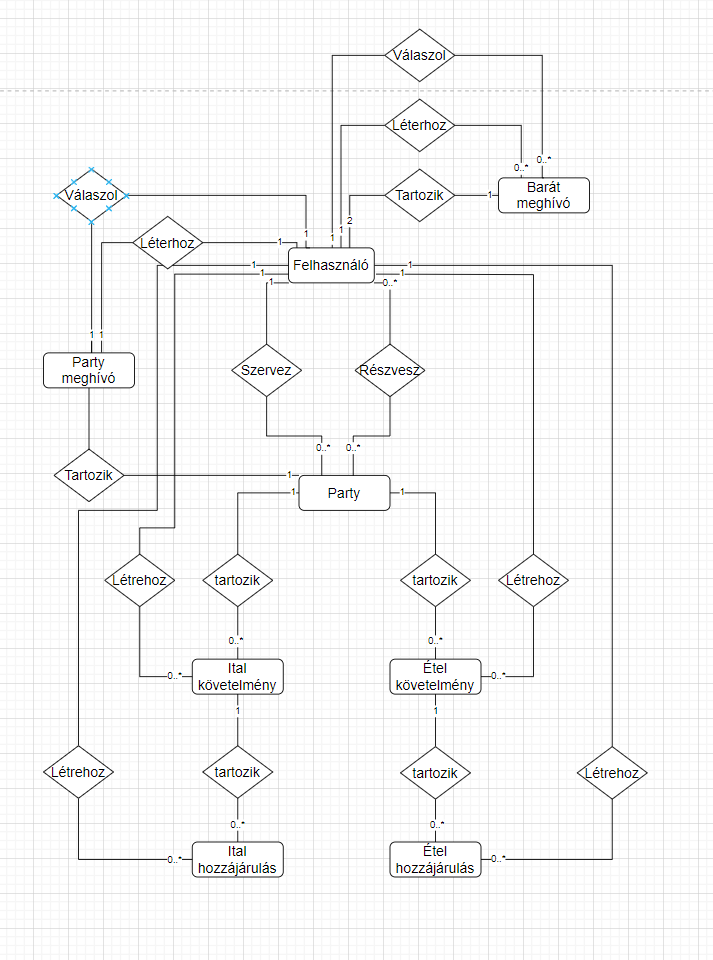 Válaszol
Léterhoz
0..*
0..*
Válaszol
Tartozik
1
Barát
meghívó
2
1
1
1
Léterhoz
1
Felhasználó
1
1
1
1
1
0..*
1
1
Party
meghívó
Szervez
Részvesz
0..*
0..*
Tartozik
1
1
Party
1
Létrehoz
tartozik
tartozik
Létrehoz
0..*
0..*
0..*
Ital
követelmény
Étel
követelmény
0..*
1
1
Létrehoz
tartozik
tartozik
Létrehoz
0..*
0..*
0..*
Ital
hozzájárulás
Étel
hozzájárulás
0..*